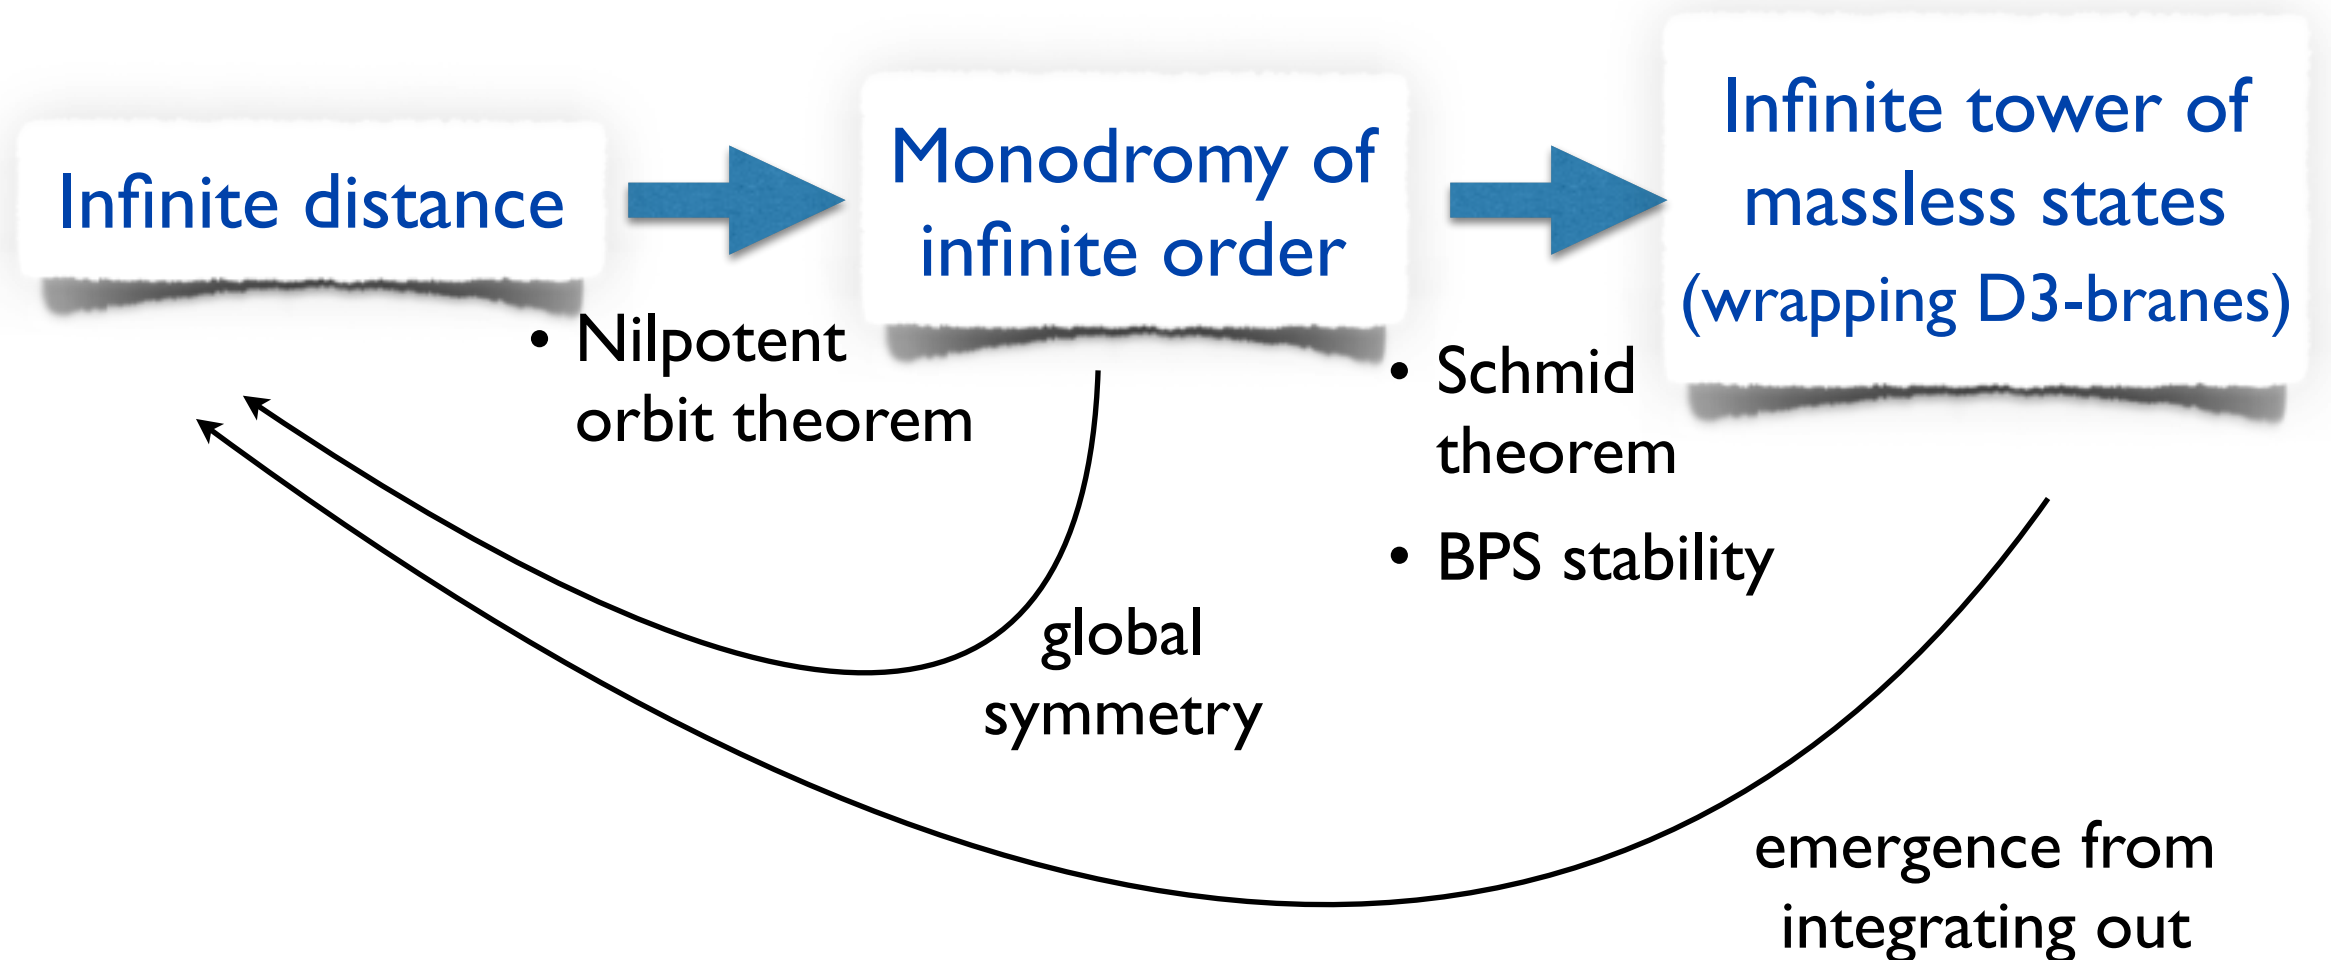 Infinite distance
Monodromy of
infinite order
Infinite tower of
massless states
(wrapping D3-branes)
• Nilpotent
orbit theorem
• Schmid
theorem
• BPS stability
global
symmetry
emergence from
integrating out